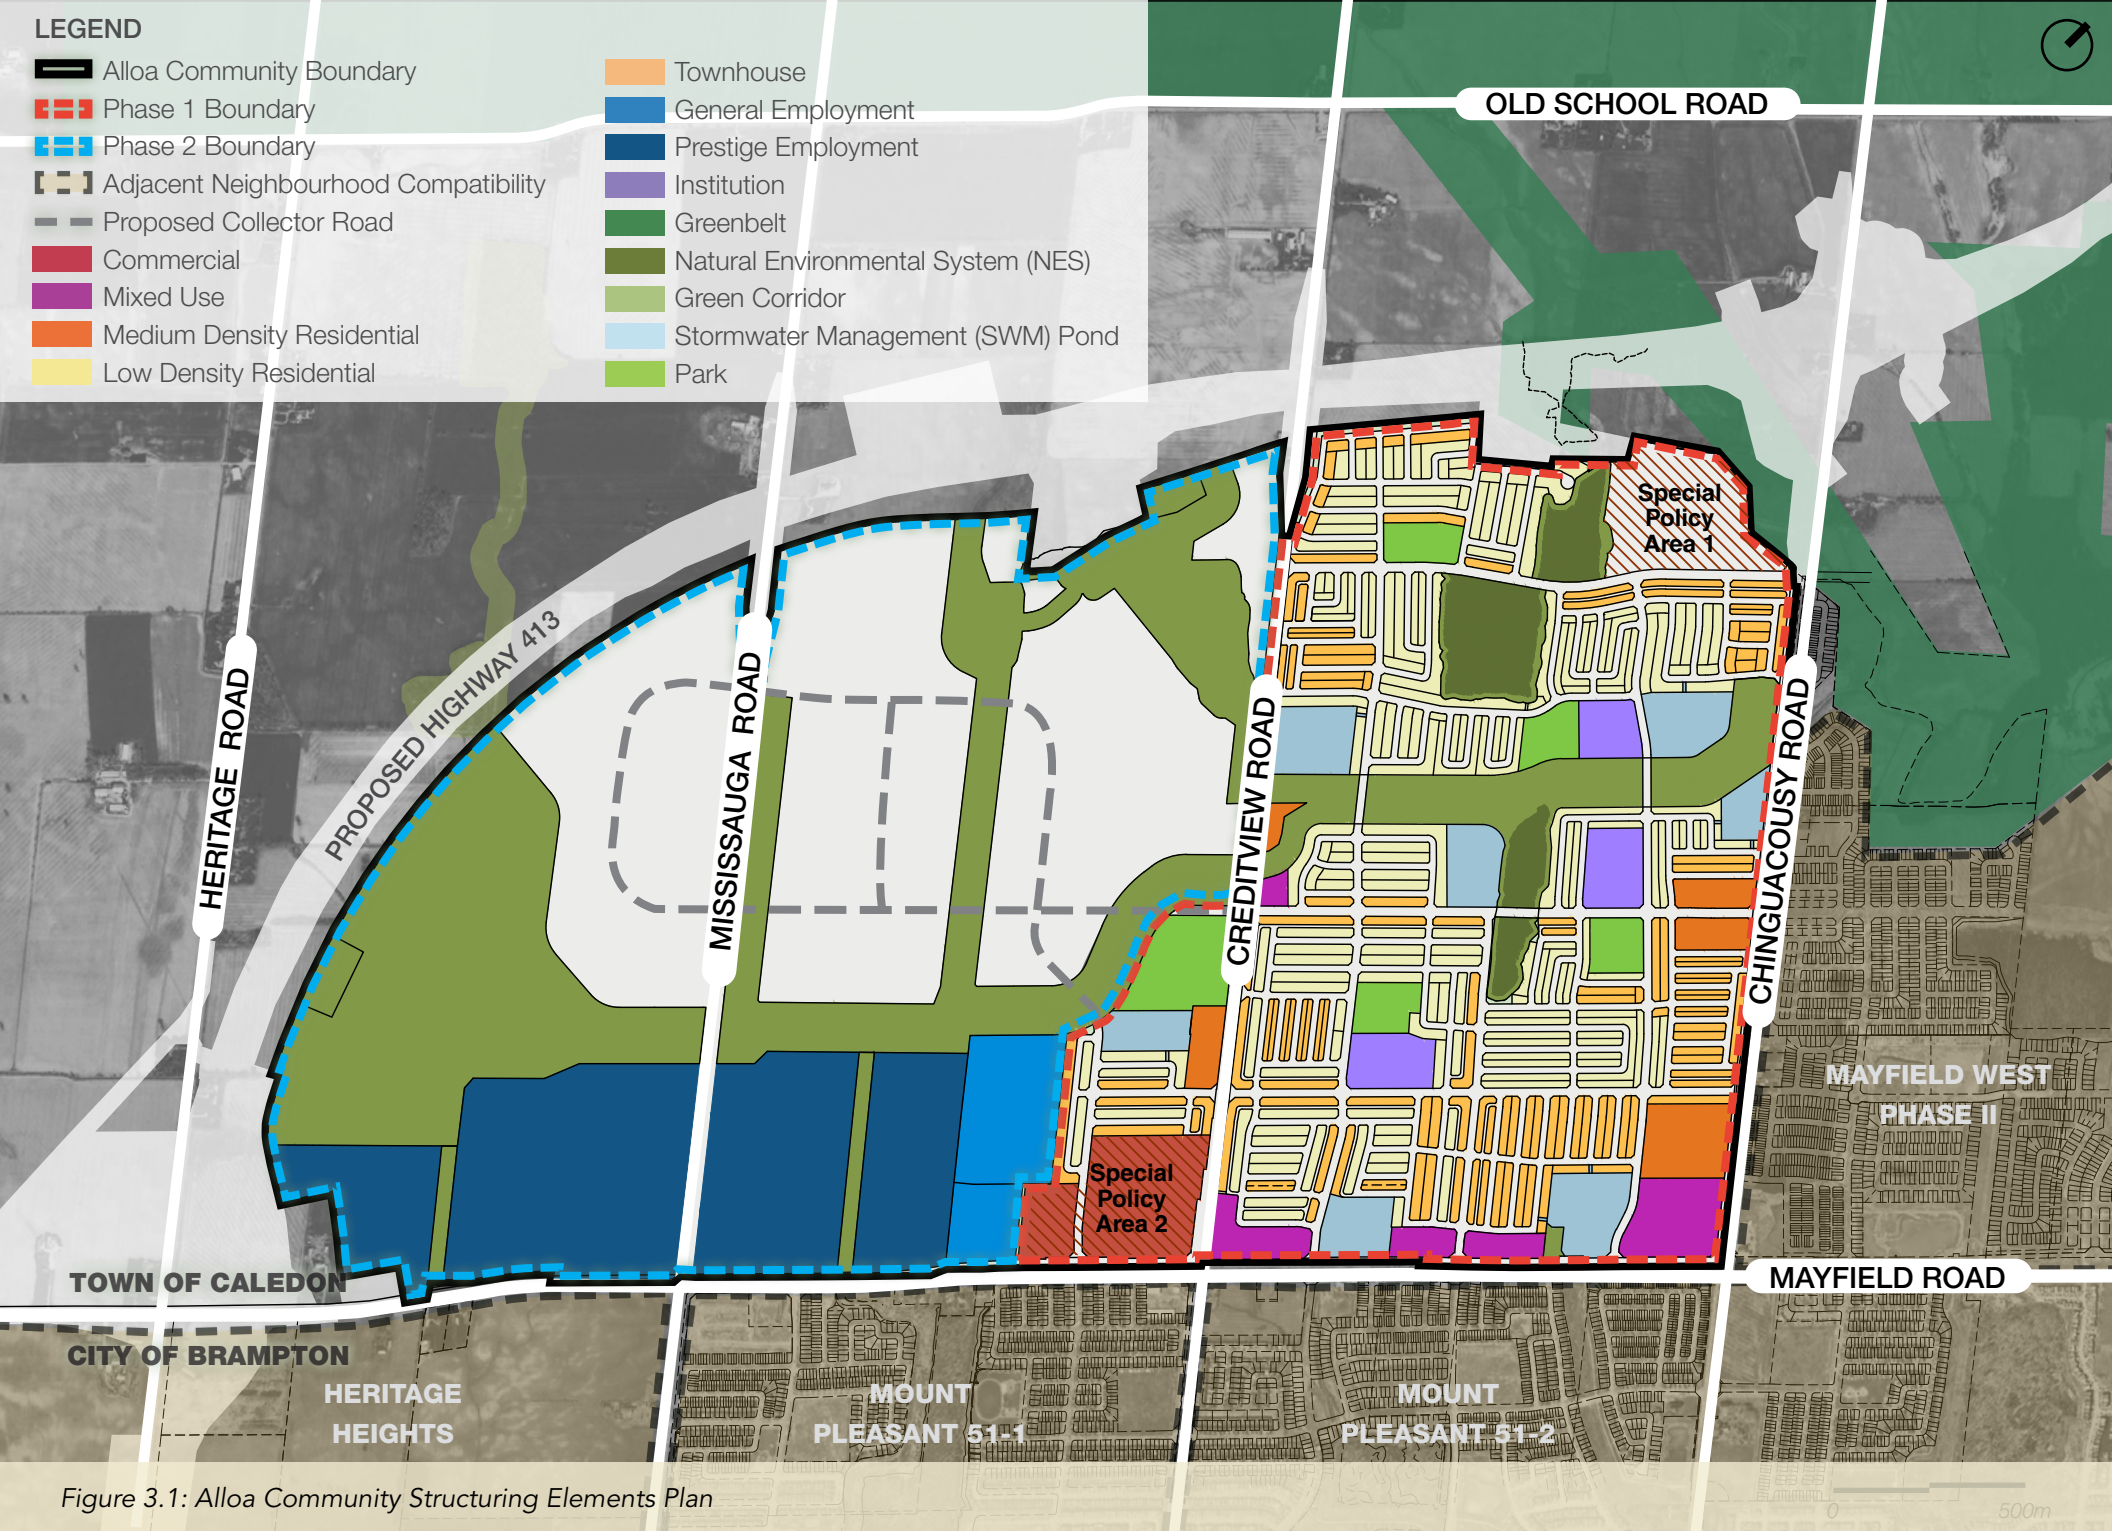 LEGEND
Alloa Community Boundary
Phase 1 Boundary
Phase 2 Boundary
Adjacent Neighbourhood Compatibility
Proposed Collector Road
Commercial
Mixed Use
Medium Density Residential
Low Density Residential
Townhouse
General Employment
Prestige Employment
Institution
Greenbelt
Natural Environmental System (NES)
Green Corridor
Stormwater Management (SWM) Pond
Park
OLD SCHOOL ROAD
Special
Policy
Area 1
PROPOSED HIGHWAY 413
HERITAGE ROAD
MISSISSAUGA ROAD
CREDITVIEW ROAD
CHINGUACOUSY ROAD
MAYFIELD WEST
PHASE II
Special
Policy
Area 2
TOWN OF CALEDON
MAYFIELD ROAD
CITY OF BRAMPTON
HERITAGE
HEIGHTS
MOUNT
PLEASANT 51-1
MOUNT
PLEASANT 51-2
Figure 3.1: Alloa Community Structuring Elements Plan
0
500m